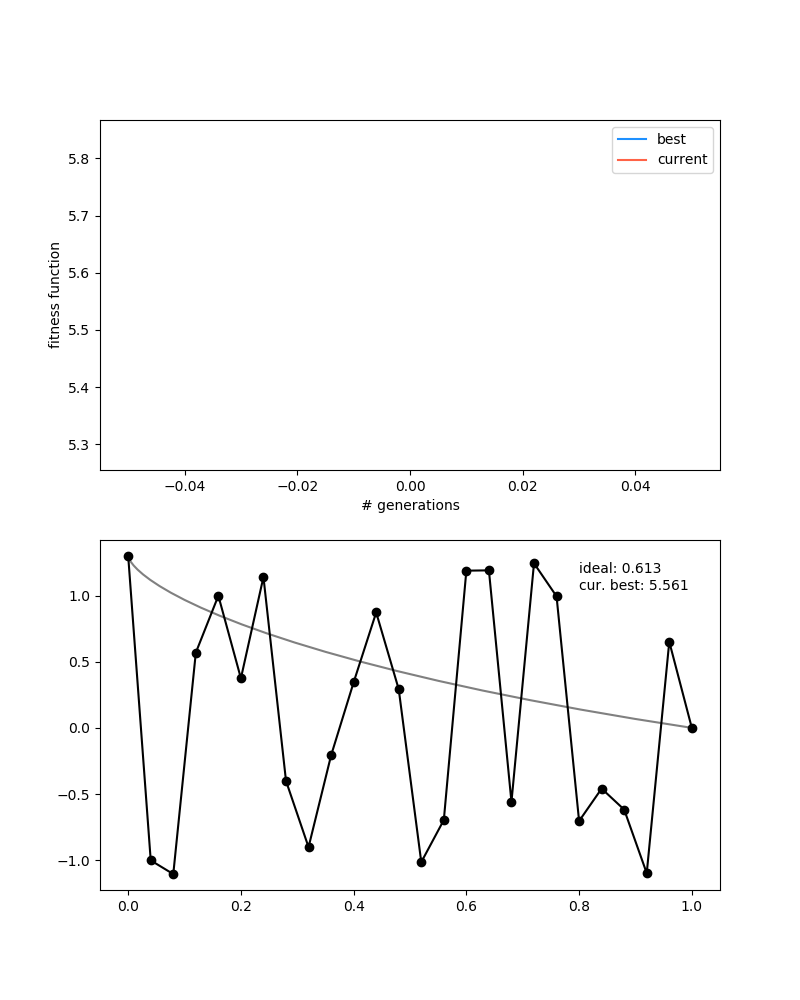 best
current
5.8
5.7
5.6
5.5
5.4
5.3
fitness function
−0.04 −0.02 0.00 0.02 0.04
# generations
ideal: 0.613
cur. best: 5.561
1.0
0.5
0.0
−0.5
−1.0
0.0 0.2 0.4 0.6 0.8 1.0